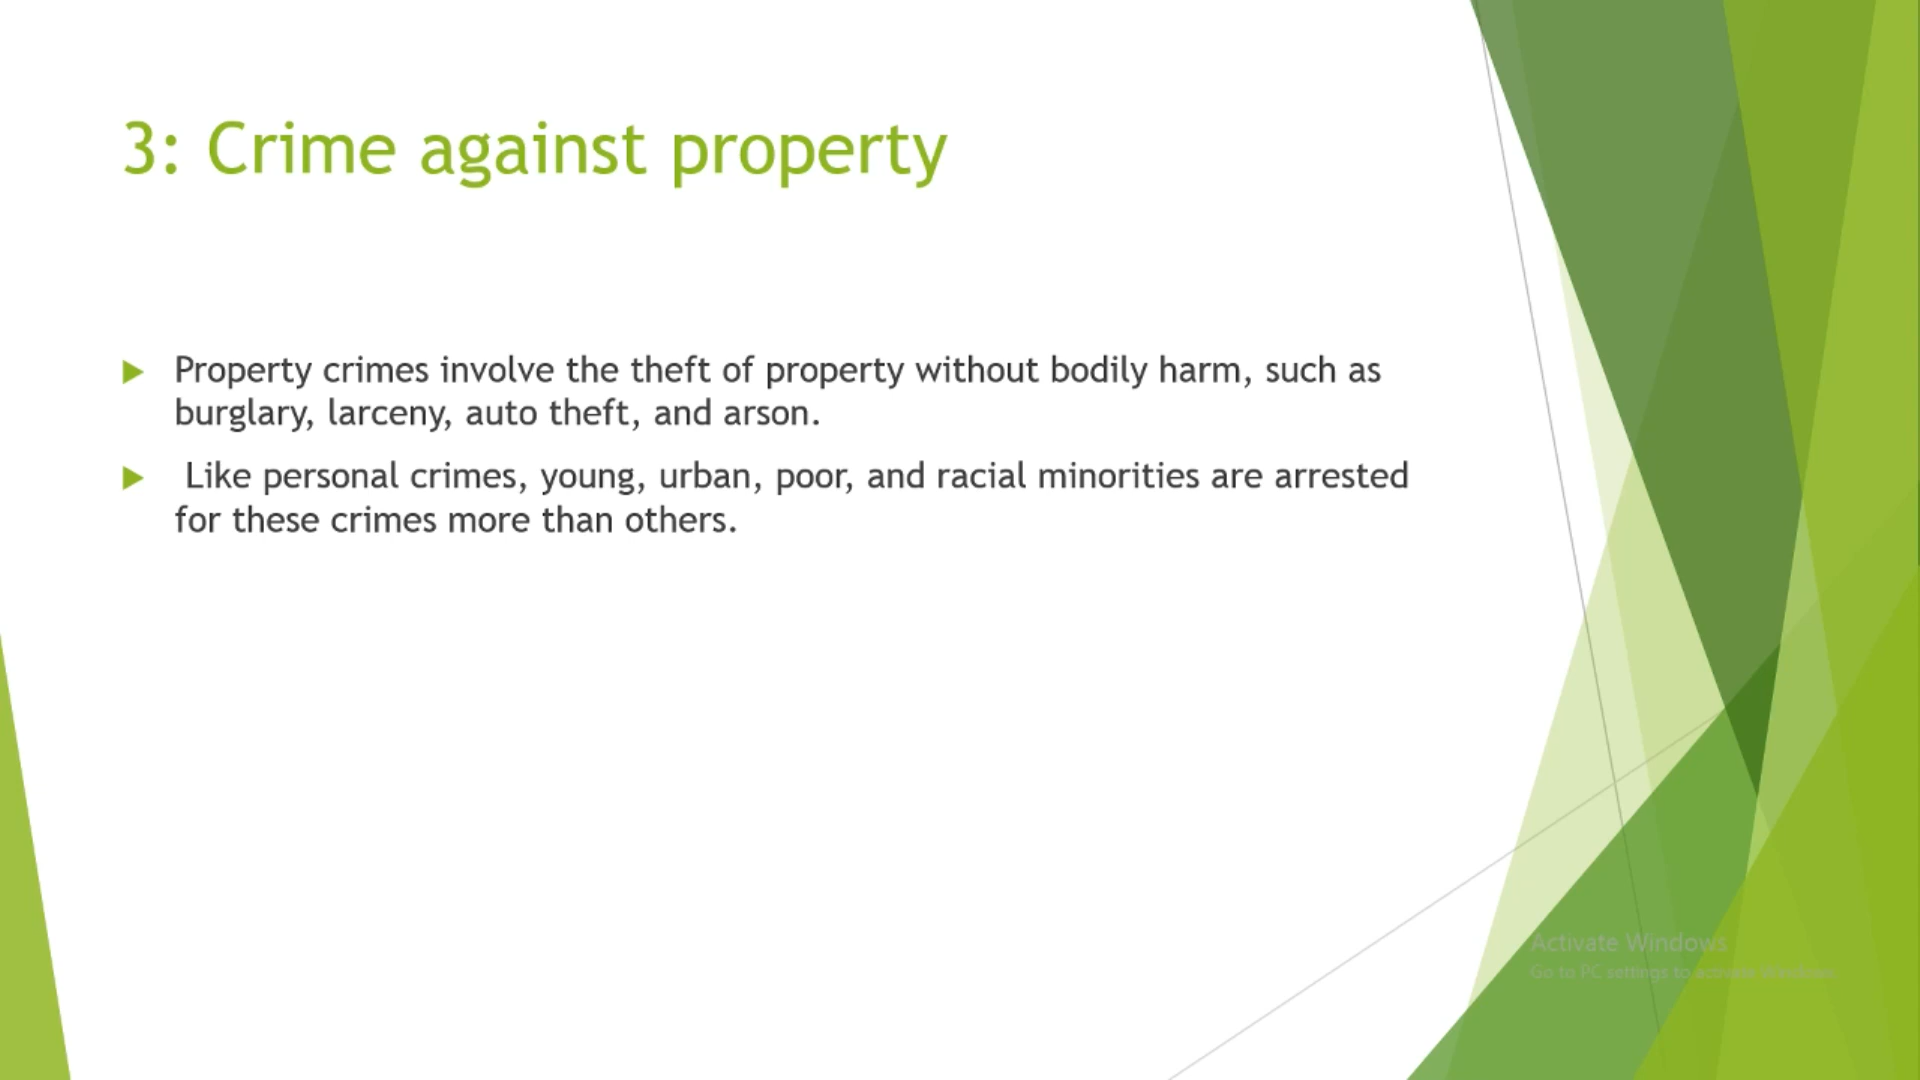 3: Crime against property
Property crimes involve the theft of property without bodily harm, such as
burglary, larceny, auto theft, and arson.
Like personal crimes, young, urban, poor, and racial minorities are arrested
for these crimes more than others.
Activate Windows
Go to PC settings to activate Windows.